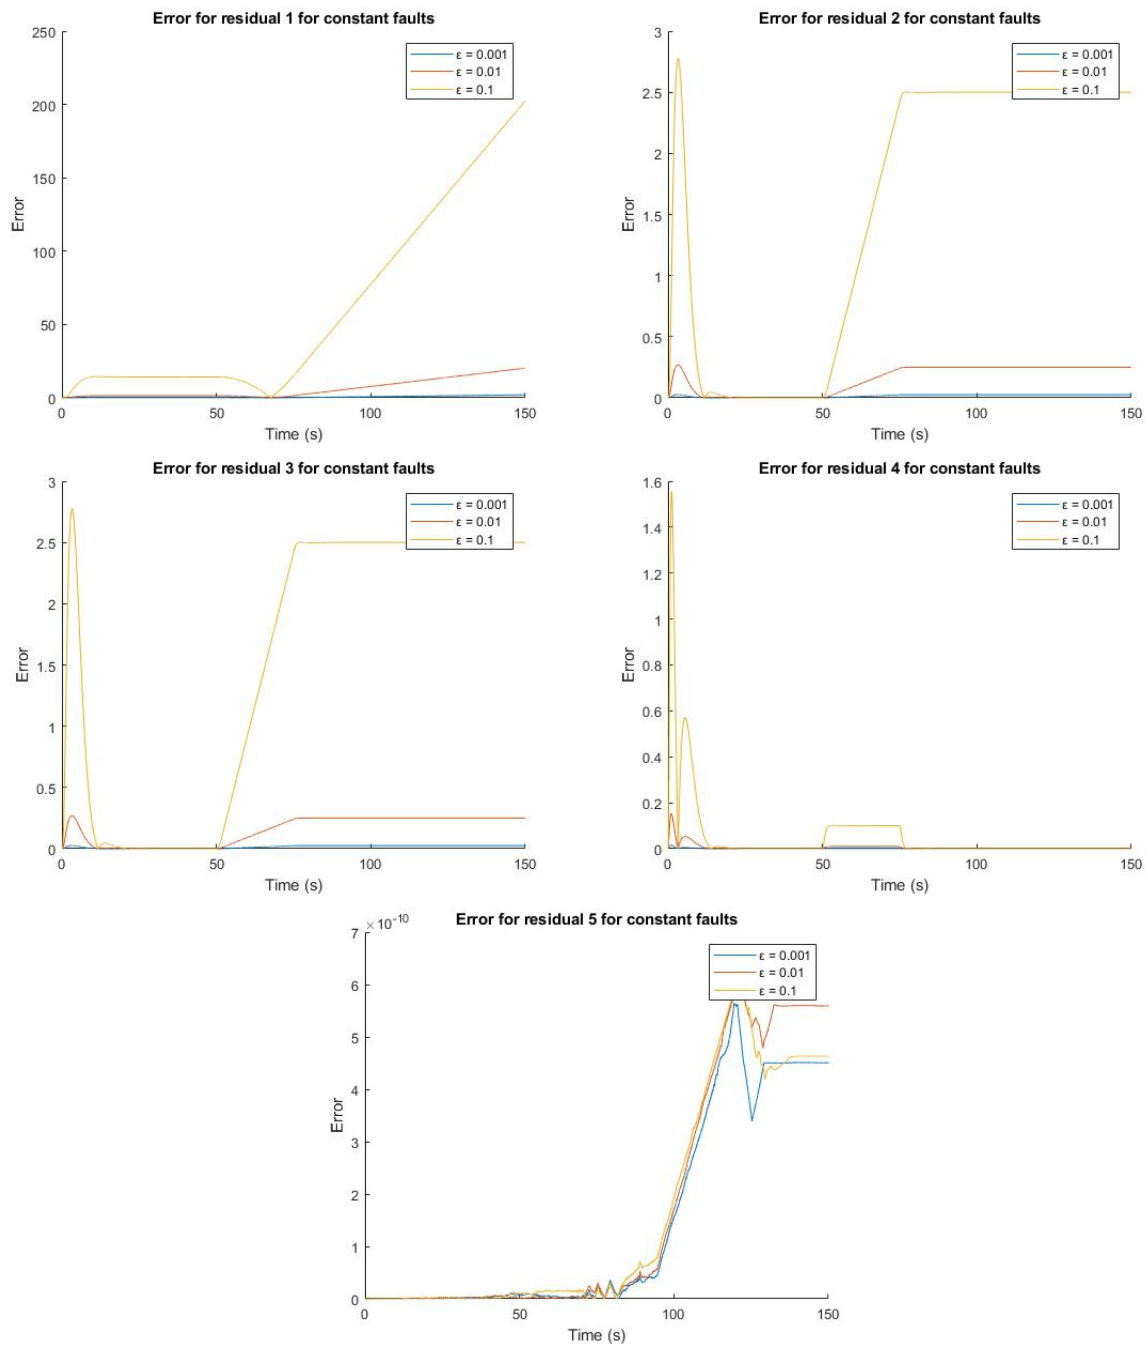 Error for residual 1 for constant faults
250
200
150
100
50
0
0 50 100 150
Error
Time (s)
ε = 0.001
ε = 0.01
ε = 0.1
Error for residual 2 for constant faults
3
2.5
2
1.5
1
0.5
0
0 50 100 150
Error
Time (s)
ε = 0.001
ε = 0.01
ε = 0.1
Error for residual 3 for constant faults
3
2.5
2
1.5
1
0.5
0
0 50 100 150
Error
Time (s)
ε = 0.001
ε = 0.01
ε = 0.1
Error for residual 4 for constant faults
1.6
1.4
1.2
1
0.8
0.6
0.4
0.2
0
0 50 100 150
Error
Time (s)
ε = 0.001
ε = 0.01
ε = 0.1
Error for residual 5 for constant faults
×10⁻¹⁰
7
6
5
4
3
2
1
0
0 50 100 150
Error
Time (s)
ε = 0.001
ε = 0.01
ε = 0.1